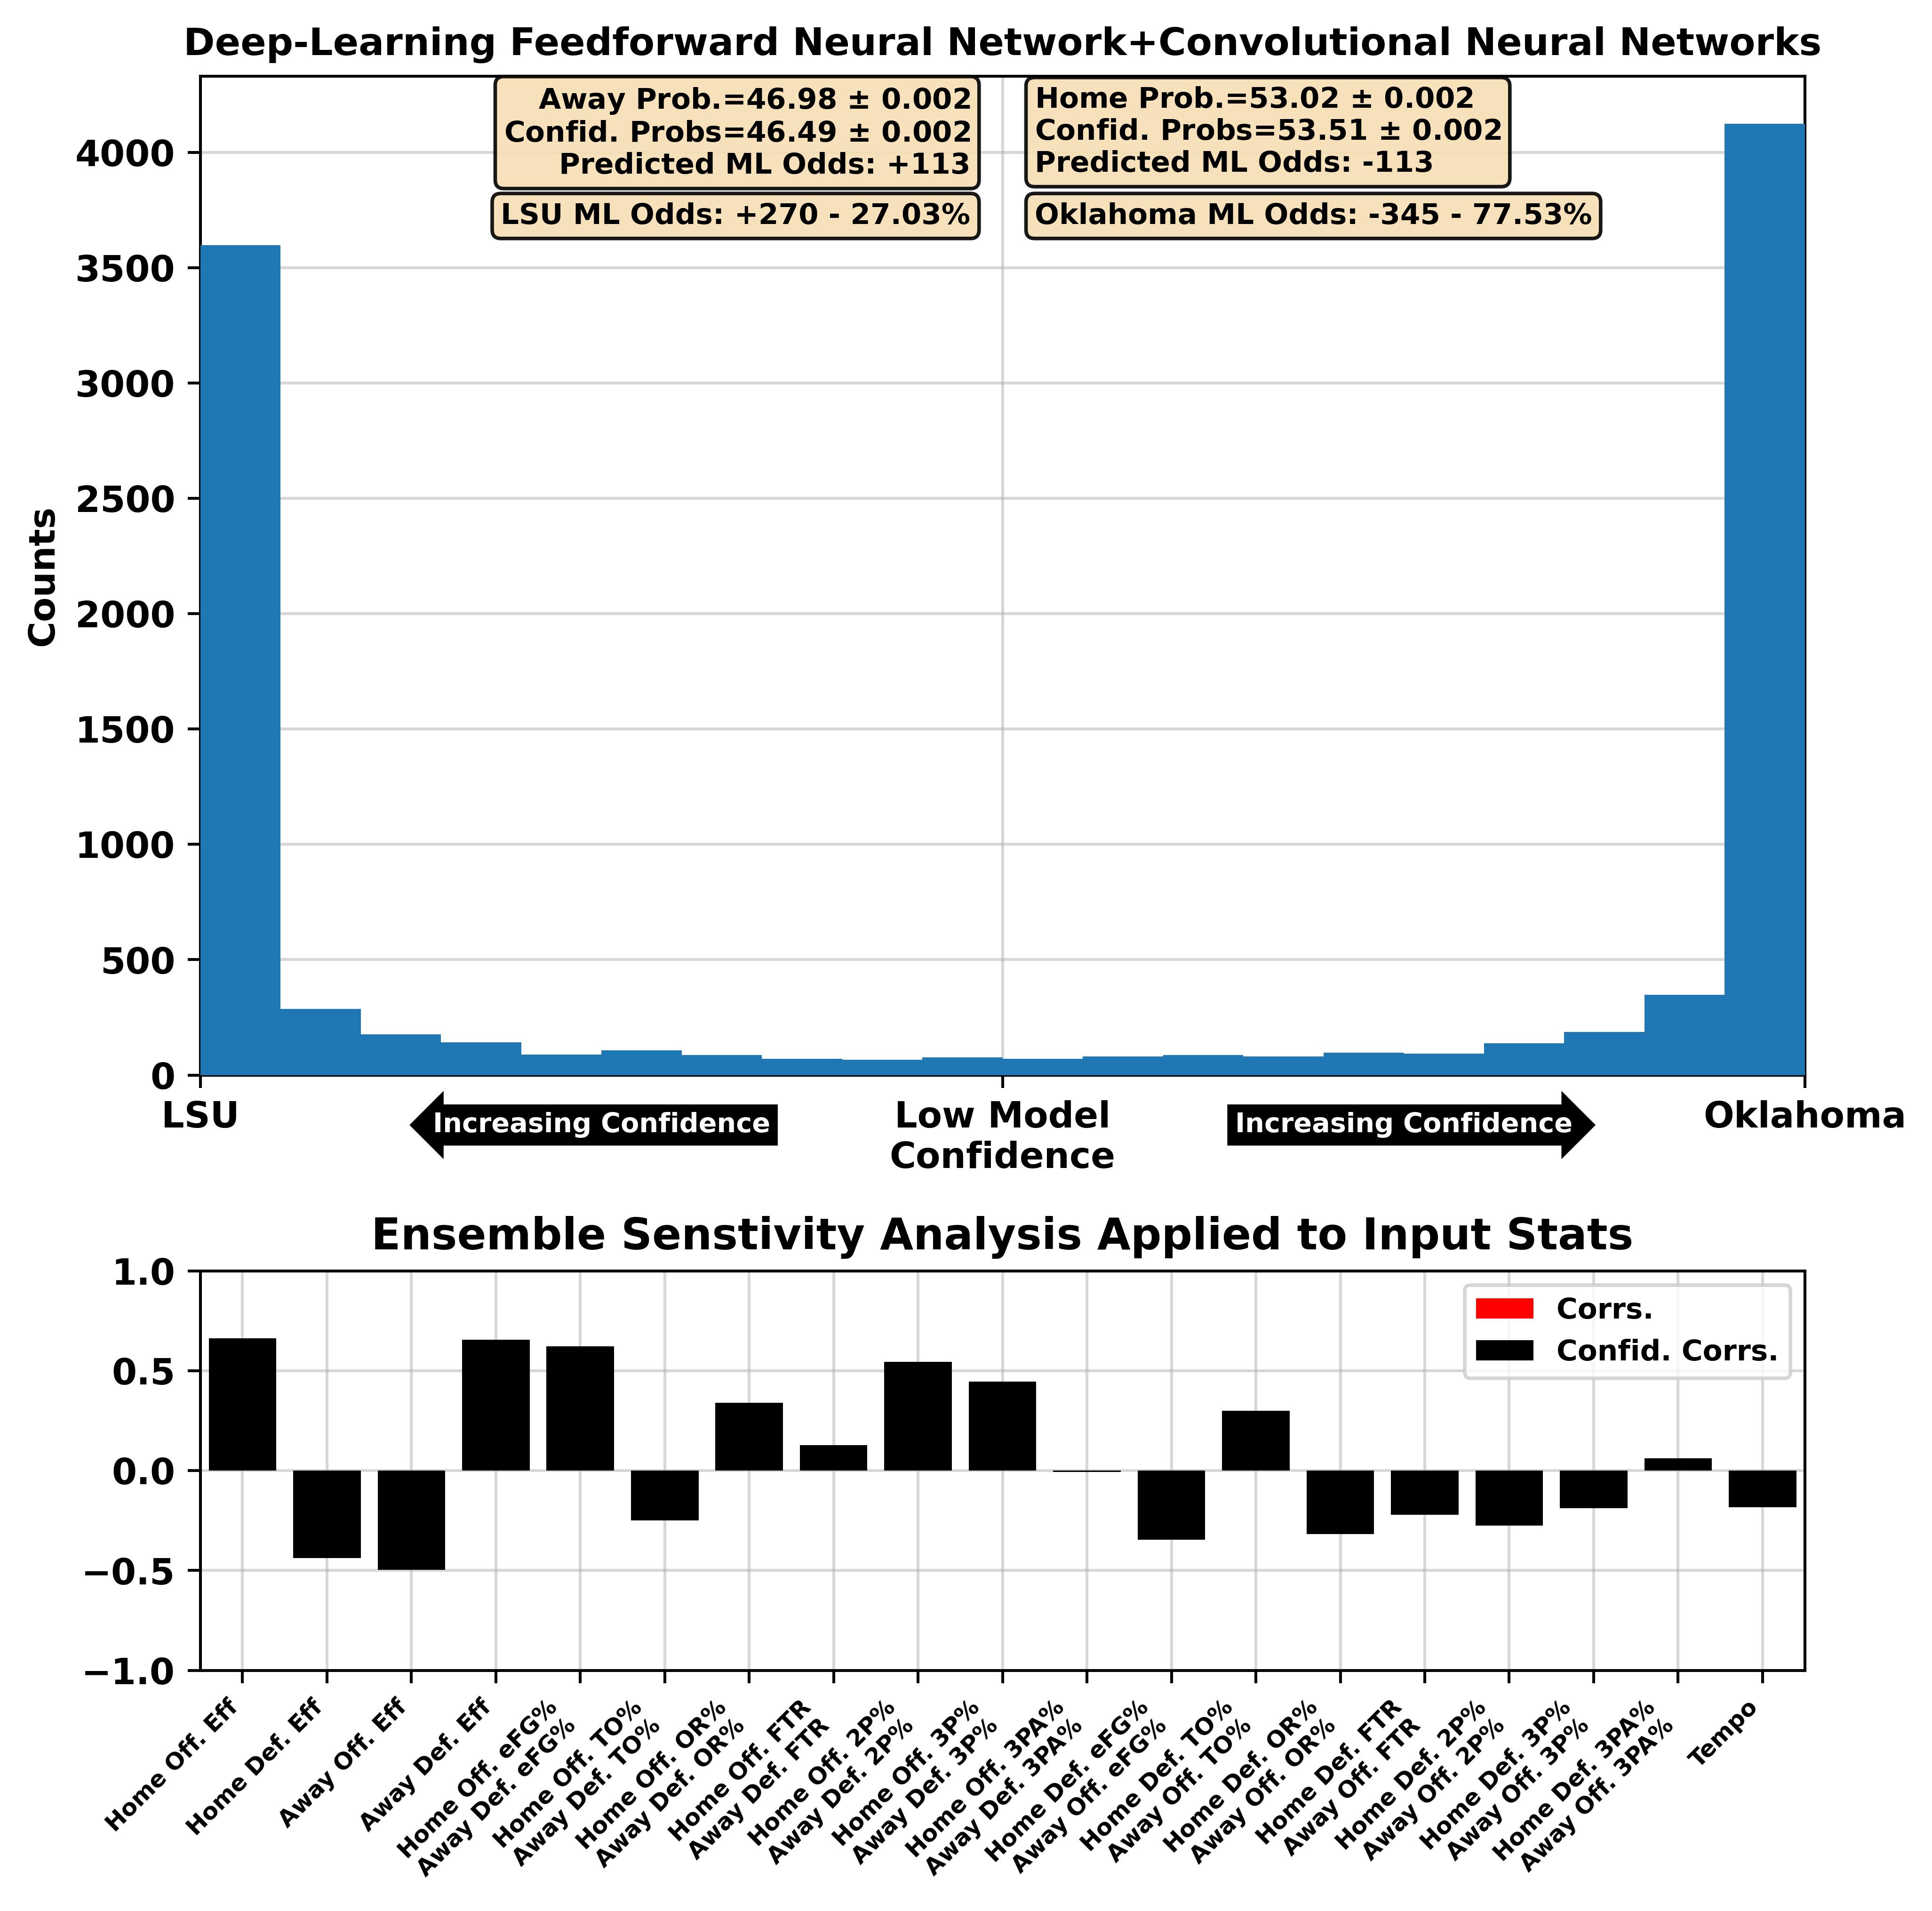 Deep-Learning Feedforward Neural Network+Convolutional Neural Networks
Away Prob.=46.98 ± 0.002
Confid. Probs=46.49 ± 0.002
Predicted ML Odds: +113
LSU ML Odds: +270 - 27.03%
Home Prob.=53.02 ± 0.002
Confid. Probs=53.51 ± 0.002
Predicted ML Odds: -113
Oklahoma ML Odds: -345 - 77.53%
Counts
4000
3500
3000
2500
2000
1500
1000
500
0
LSU
Increasing Confidence
Low Model
Confidence
Increasing Confidence
Oklahoma
Ensemble Senstivity Analysis Applied to Input Stats
1.0
0.5
0.0
−0.5
−1.0
Corrs.
Confid. Corrs.
Home Off. Eff
Home Def. Eff
Away Off. Eff
Away Def. Eff
Home Off. eFG%
Away Def. eFG%
Home Off. TO%
Away Def. TO%
Home Off. OR%
Away Def. OR%
Home Off. FTR
Away Def. FTR
Home Off. 2P%
Away Def. 2P%
Home Off. 3P%
Away Def. 3P%
Home Off. 3PA%
Away Def. 3PA%
Home Def. eFG%
Away Off. eFG%
Home Def. TO%
Away Off. TO%
Home Def. OR%
Away Off. OR%
Home Def. FTR
Away Off. FTR
Home Def. 2P%
Away Off. 2P%
Home Def. 3P%
Away Off. 3P%
Home Def. 3PA%
Away Off. 3PA%
Tempo